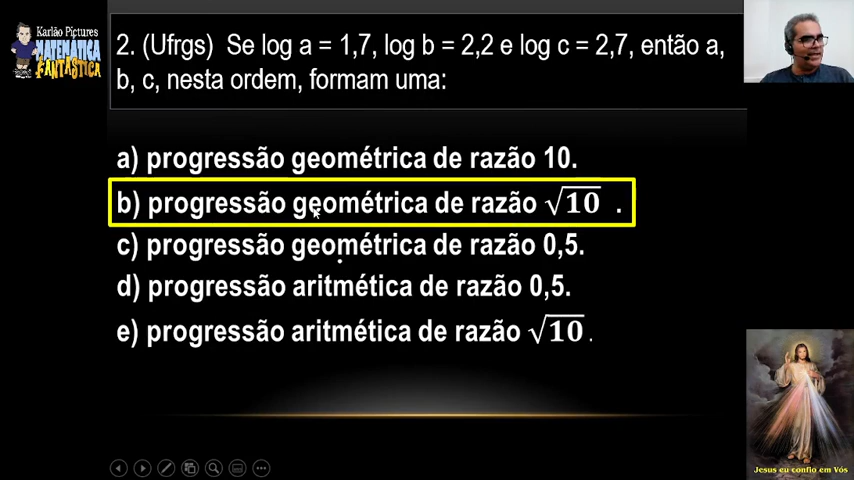 Karlão Pictures
MATEMÁTICA
FANTÁSTICA
2. (Ufrgs) Se log a = 1,7, log b = 2,2 e log c = 2,7, então a,
b, c, nesta ordem, formam uma:
a) progressão geométrica de razão 10.
b) progressão geométrica de razão √10 .
c) progressão geométrica de razão 0,5.
d) progressão aritmética de razão 0,5.
e) progressão aritmética de razão √10 .
Jesus eu confio em Vós